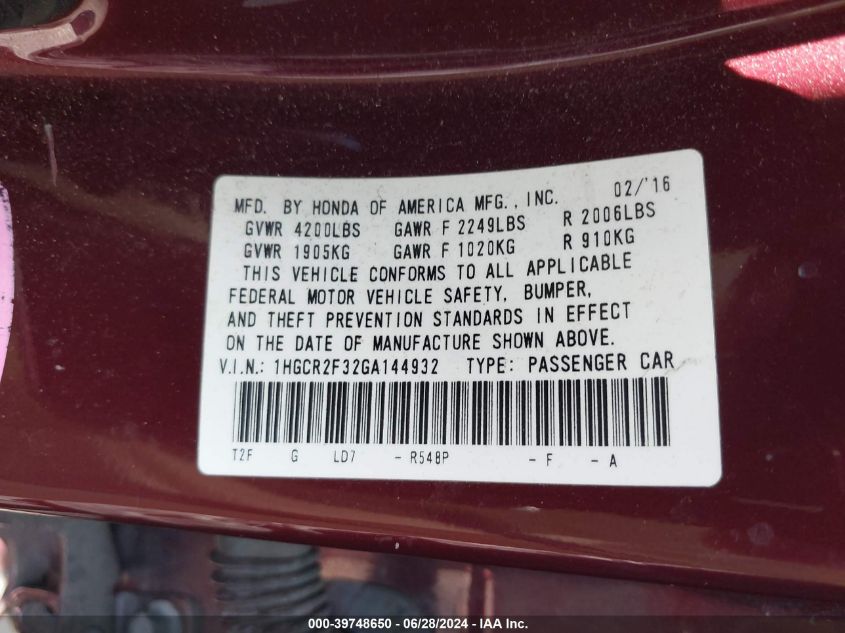 MFD. BY HONDA OF AMERICA MFG., INC. 02/'16
GVWR 4200LBS GAWR F 2249LBS R 2006LBS
GVWR 1905KG GAWR F 1020KG R 910KG
THIS VEHICLE CONFORMS TO ALL APPLICABLE
FEDERAL MOTOR VEHICLE SAFETY, BUMPER,
AND THEFT PREVENTION STANDARDS IN EFFECT
ON THE DATE OF MANUFACTURE SHOWN ABOVE.
V.I.N.: 1HGCR2F32GA144932 TYPE: PASSENGER CAR
T2F G LD7 - R548P - F - A
000-39748650 | 06/28/2024 | IAA Inc.